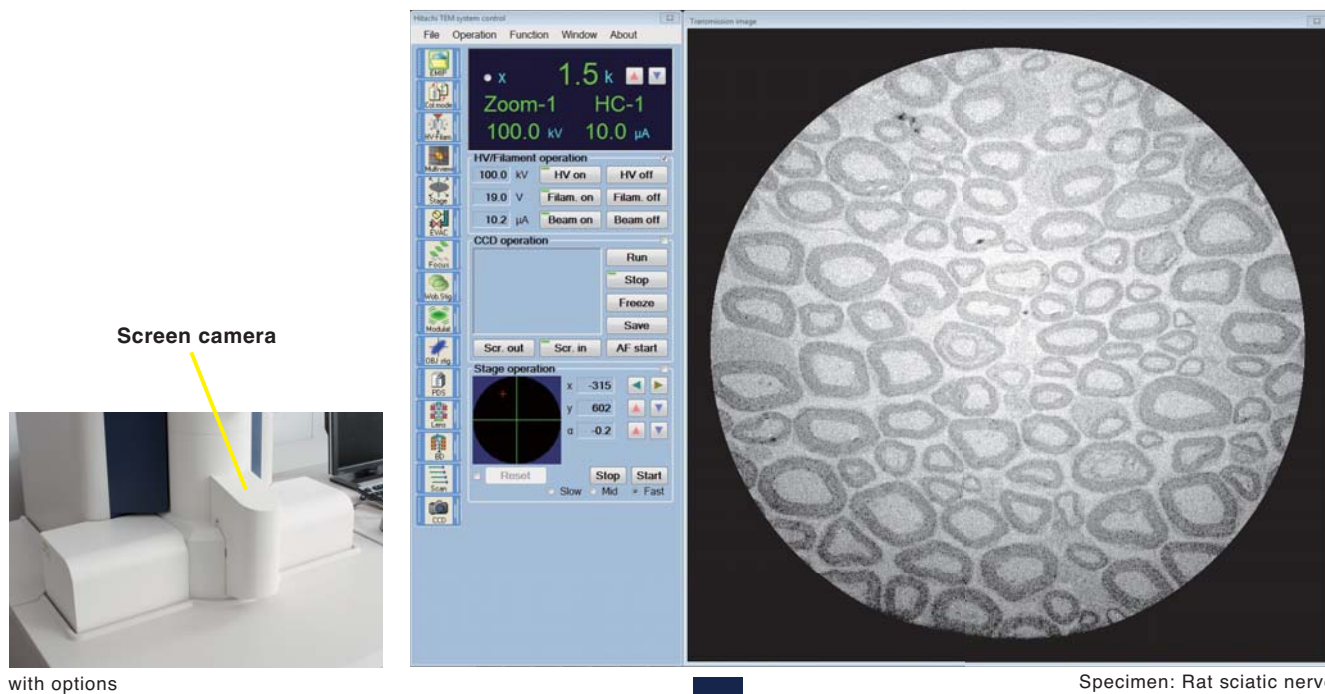 Hitachi TEM system control
File Operation Function Window About
EMIP
Col.mode
HV-Filam.
Multiview
Stage
EVAC
Focus
Wob.Stig
Modulat
OBJ stig
PDS
Lens
BD
Scan
CCD
x 1.5 k
Zoom-1 HC-1
100.0 kV 10.0 µA
HV/Filament operation
100.0 kV HV on HV off
19.0 V Filam. on Filam. off
10.2 µA Beam on Beam off
CCD operation
Run
Stop
Freeze
Save
Scr. out Scr. in AF start
Stage operation
x -315
y 602
α -0.2
Reset Stop Start
Slow Mid Fast
Transmission image
Screen camera
with options
Specimen: Rat sciatic nerve